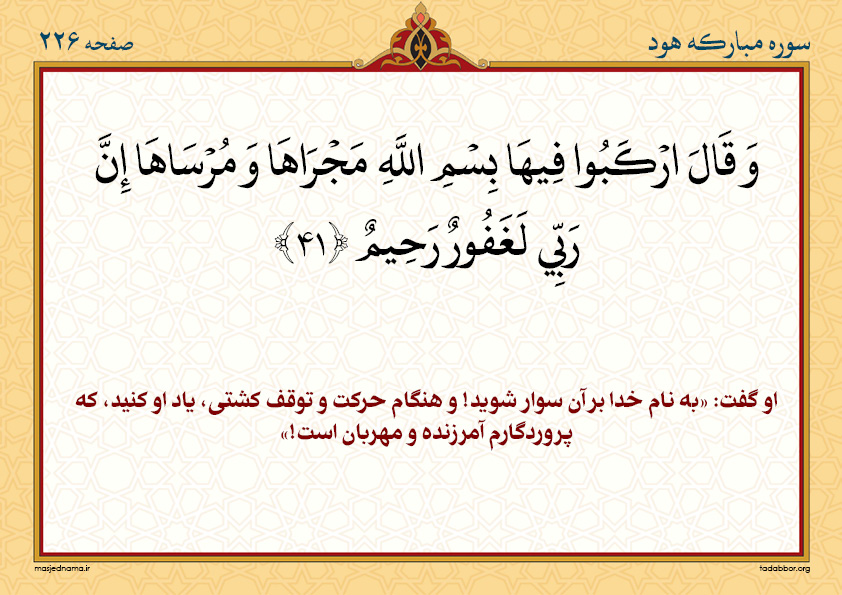 سوره مبارکه هود
صفحه ۲۲۶
وَ قَالَ ارْكَبُوا فِيهَا بِسْمِ اللَّهِ مَجْرَاهَا وَ مُرْسَاهَا إِنَّ
رَبِّي لَغَفُورٌ رَحِيمٌ ﴿۴۱﴾
او گفت: «به نام خدا بر آن سوار شوید! و هنگام حرکت و توقف کشتی، یاد او کنید، که
پروردگارم آمرزنده و مهربان است!»
masjednama.ir
tadabbor.org